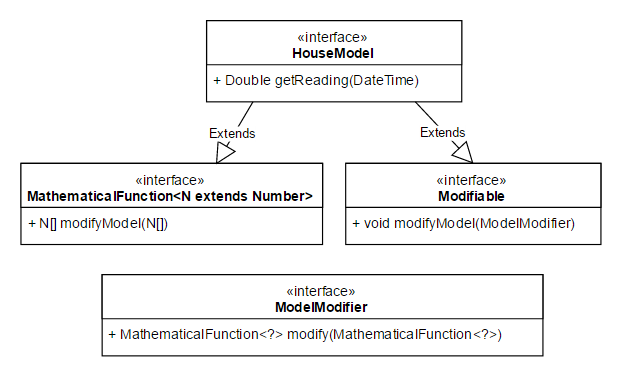 «interface»
HouseModel
+ Double getReading(DateTime)
Extends
Extends
«interface»
MathematicalFunction<N extends Number>
+ N[] modifyModel(N[])
«interface»
Modifiable
+ void modifyModel(ModelModifier)
«interface»
ModelModifier
+ MathematicalFunction<?> modify(MathematicalFunction<?>)